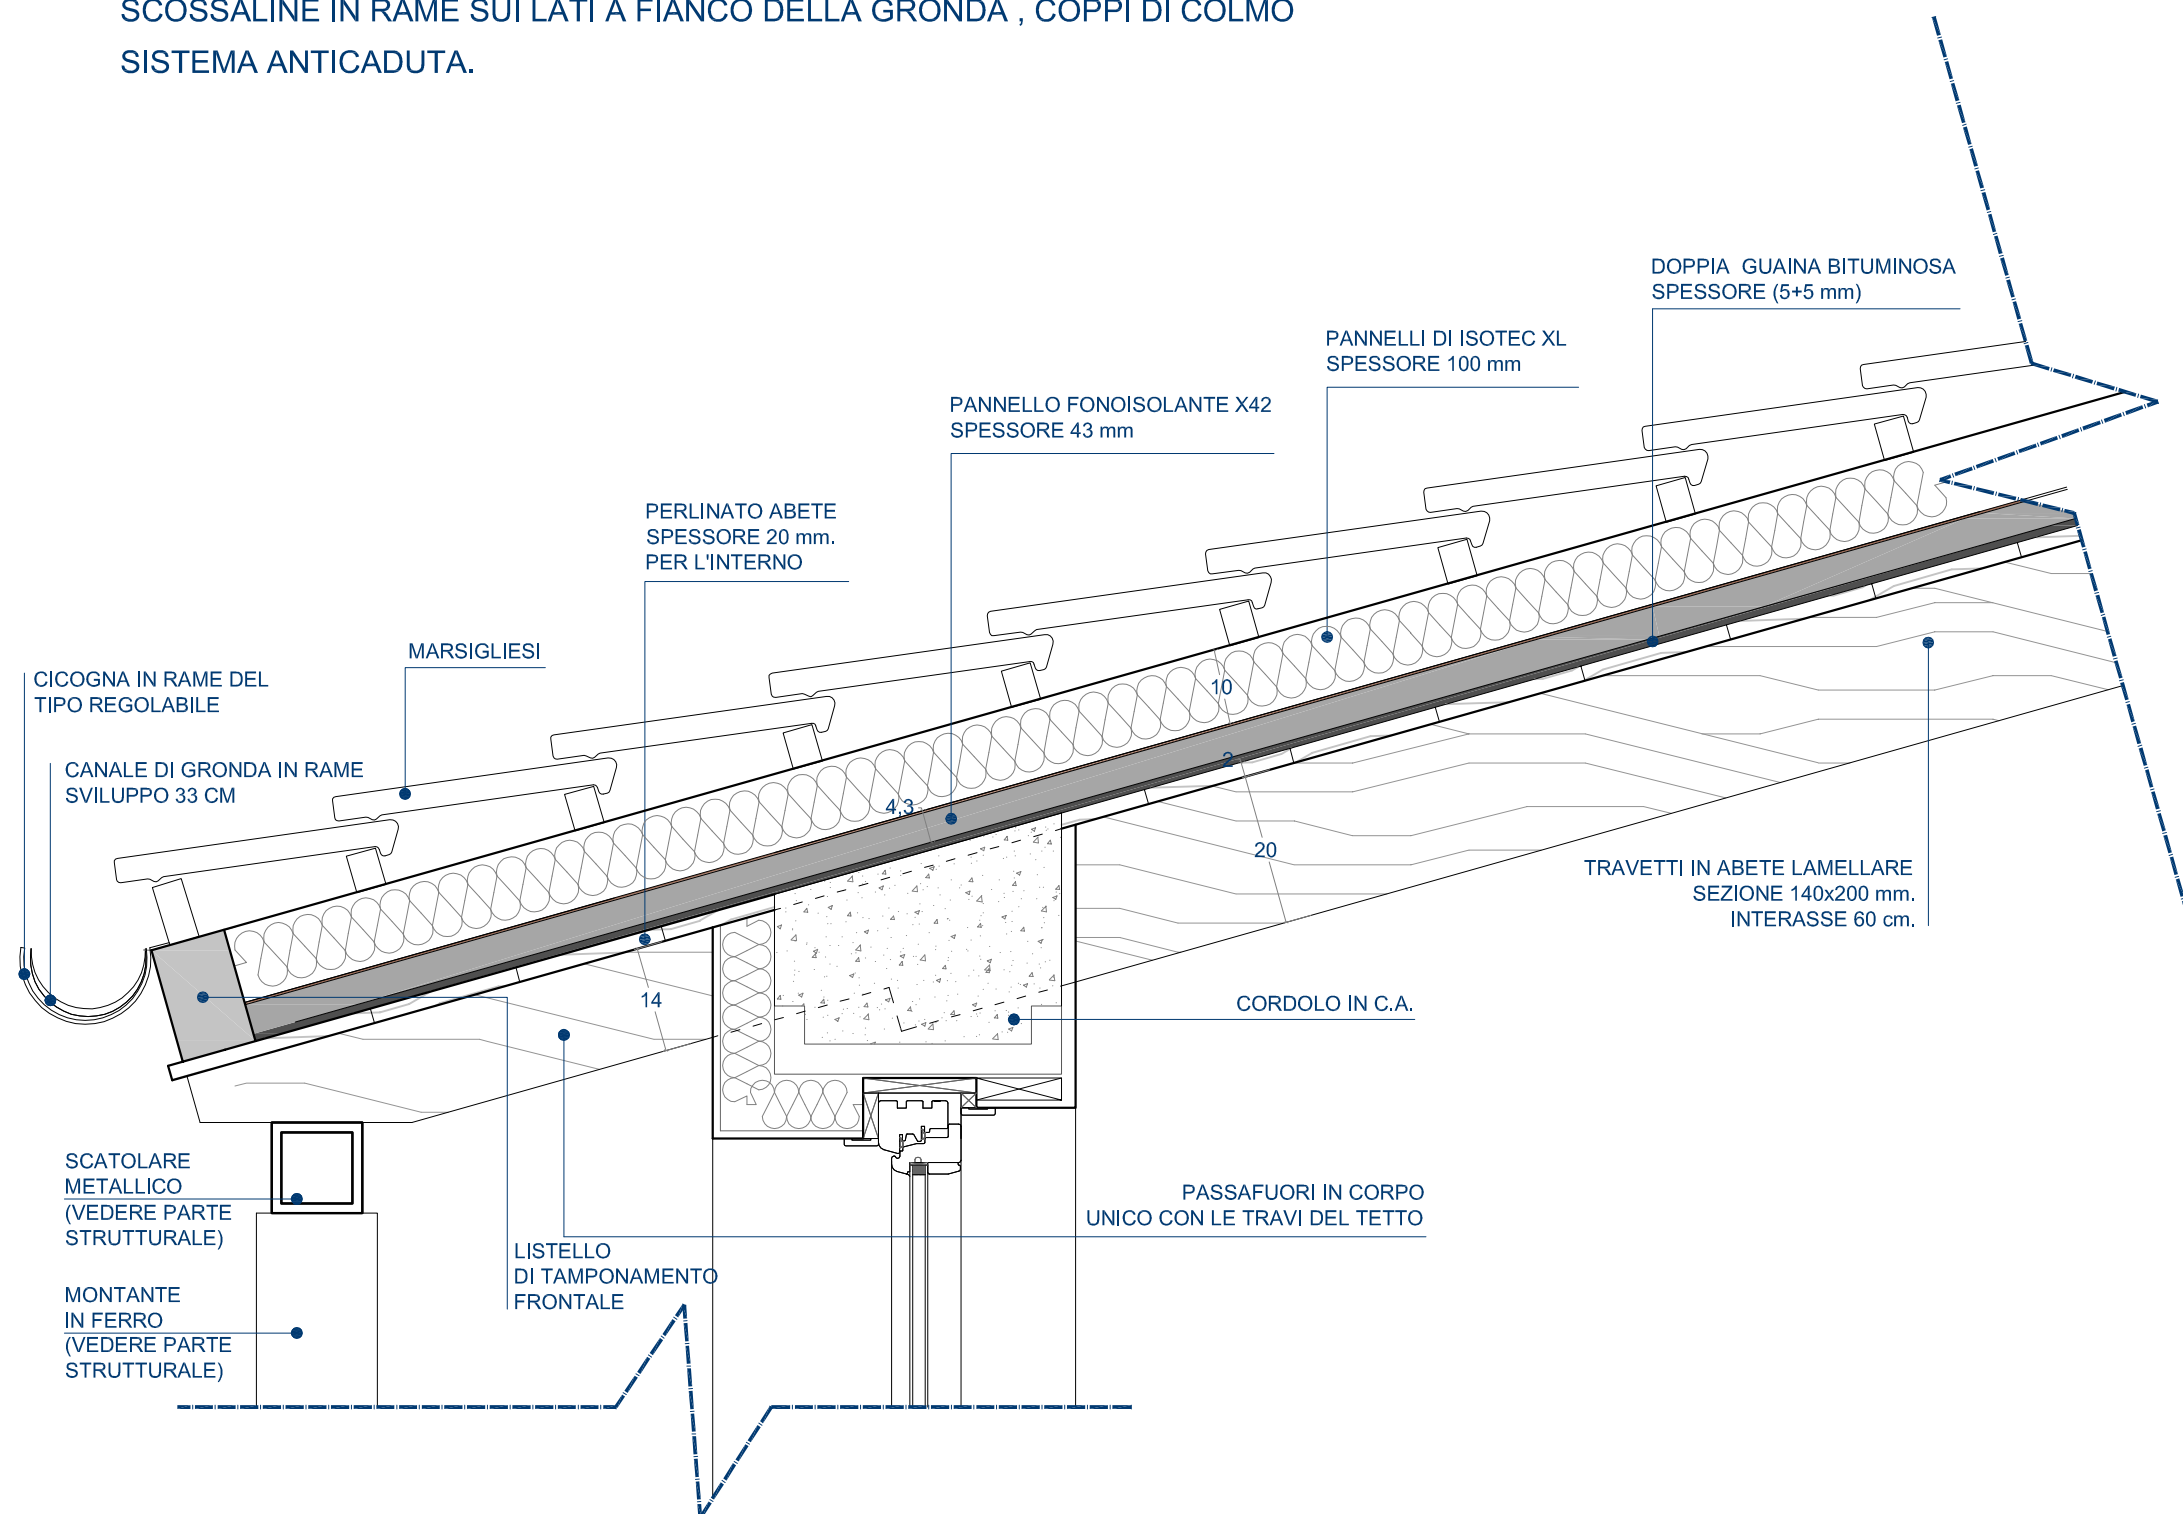 SCOSSALINE IN RAME SUI LATI A FIANCO DELLA GRONDA , COPPI DI COLMO
SISTEMA ANTICADUTA.
DOPPIA  GUAINA BITUMINOSA
SPESSORE (5+5 mm)
PANNELLI DI ISOTEC XL
SPESSORE 100 mm
PANNELLO FONOISOLANTE X42
SPESSORE 43 mm
PERLINATO ABETE
SPESSORE 20 mm.
PER L'INTERNO
MARSIGLIESI
CICOGNA IN RAME DEL
TIPO REGOLABILE
CANALE DI GRONDA IN RAME
SVILUPPO 33 CM
10
2
4,3
20
14
TRAVETTI IN ABETE LAMELLARE
SEZIONE 140x200 mm.
INTERASSE 60 cm.
CORDOLO IN C.A.
SCATOLARE
METALLICO
(VEDERE PARTE
STRUTTURALE)
PASSAFUORI IN CORPO
UNICO CON LE TRAVI DEL TETTO
LISTELLO
DI TAMPONAMENTO
FRONTALE
MONTANTE
IN FERRO
(VEDERE PARTE
STRUTTURALE)